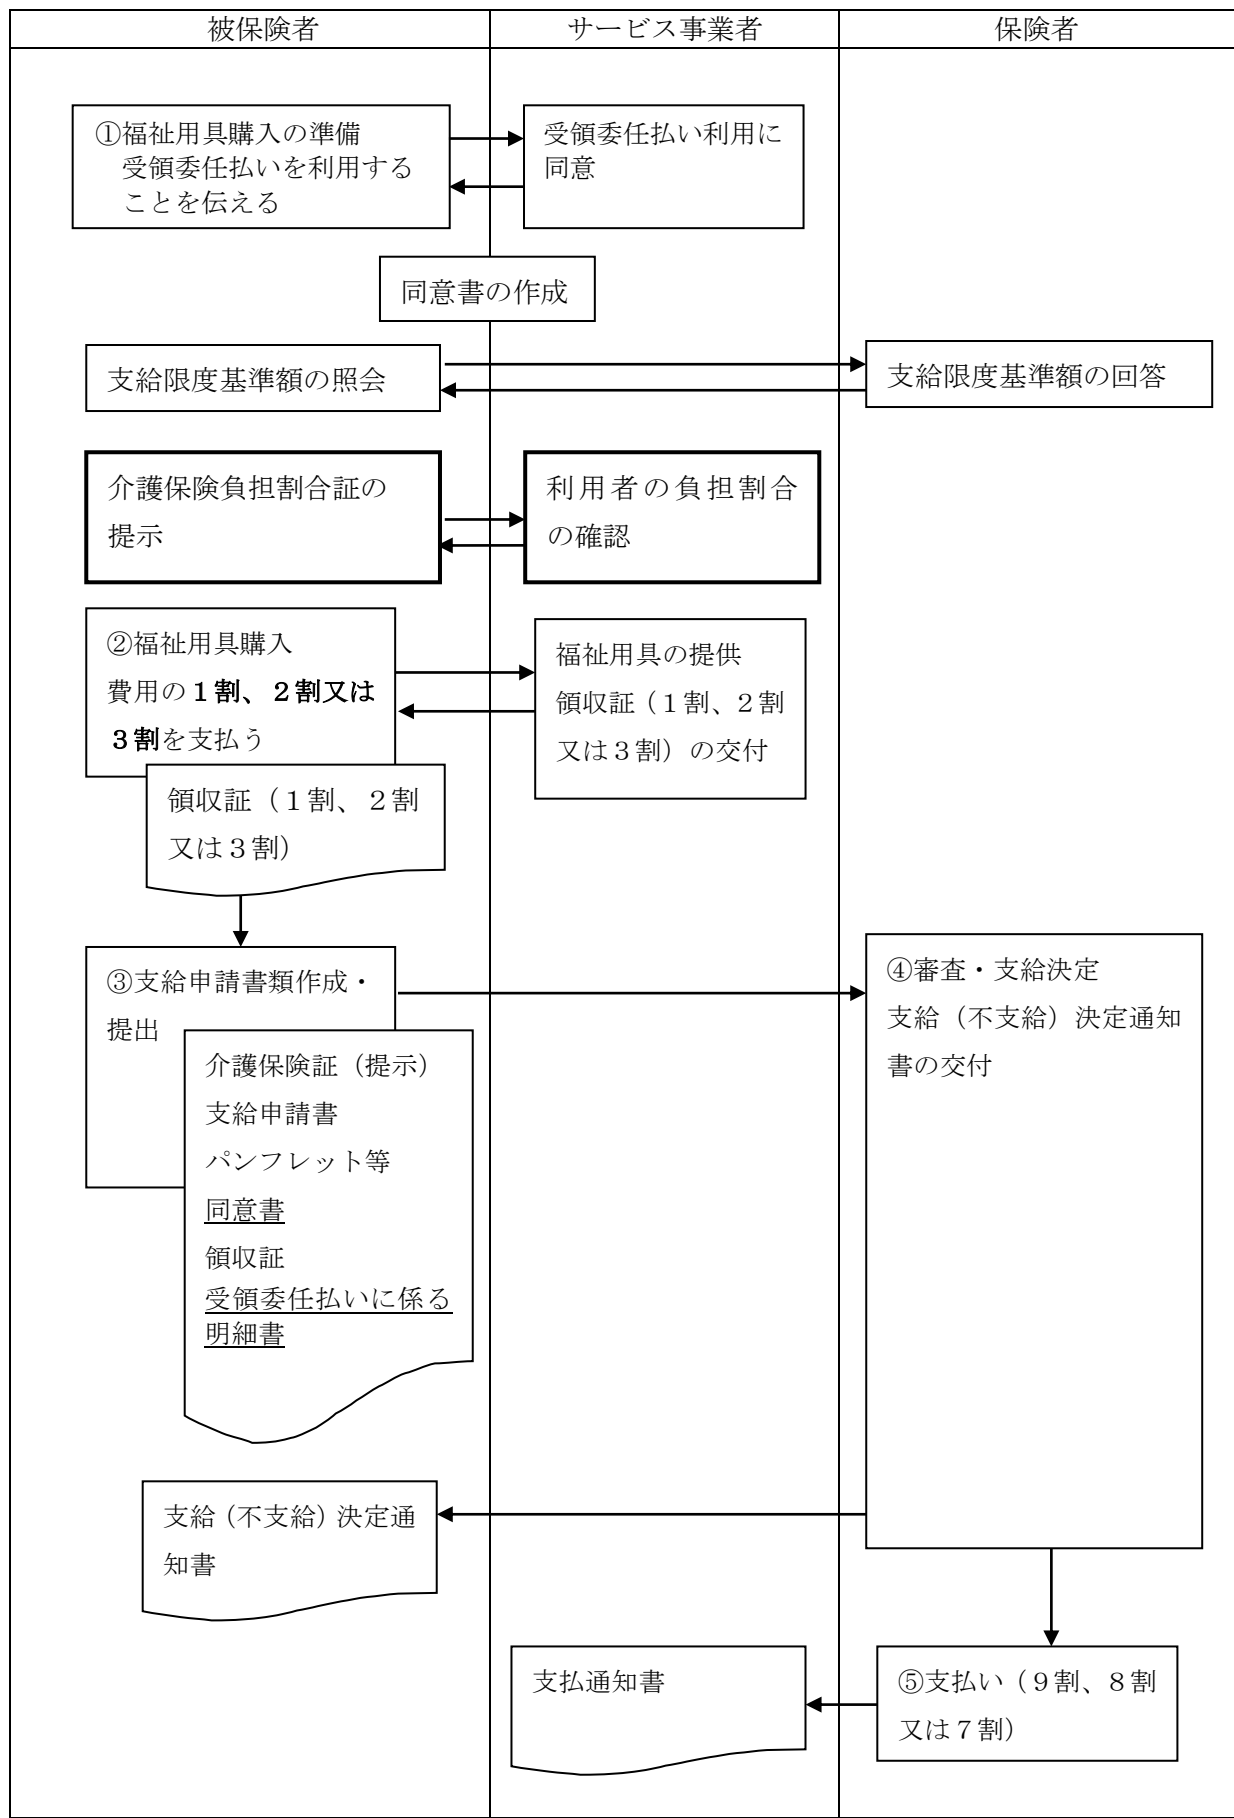 被保険者
サービス事業者
保険者
①福祉用具購入の準備
受領委任払いを利用する
ことを伝える
受領委任払い利用に
同意
同意書の作成
支給限度基準額の照会
支給限度基準額の回答
介護保険負担割合証の
提示
利用者の負担割合
の確認
②福祉用具購入
費用の１割、２割又は
３割を支払う
福祉用具の提供
領収証（１割、２割
又は３割）の交付
領収証（１割、２割
又は３割）
③支給申請書類作成・
提出
④審査・支給決定
支給（不支給）決定通知
書の交付
介護保険証（提示）
支給申請書
パンフレット等
同意書
領収証
受領委任払いに係る
明細書
支給（不支給）決定通
知書
支払通知書
⑤支払い（９割、８割
又は７割）